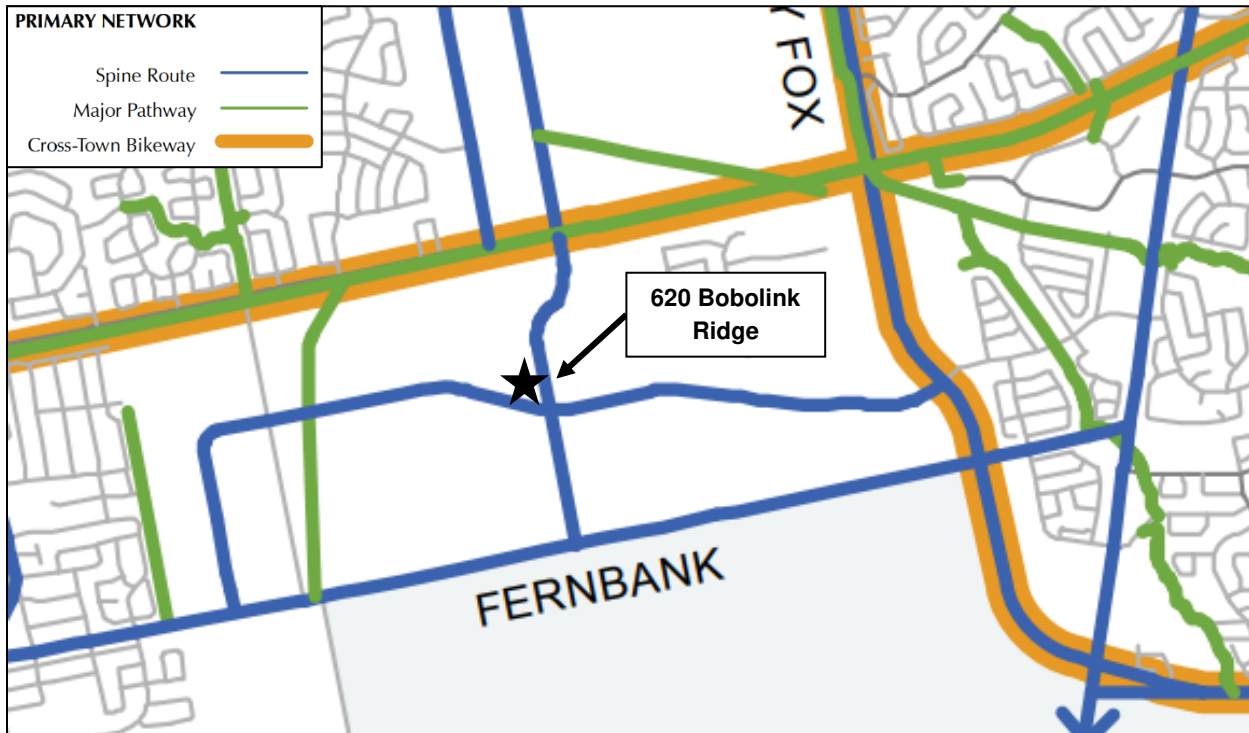 PRIMARY NETWORK
Spine Route
Major Pathway
Cross-Town Bikeway
Y FOX
620 Bobolink
Ridge
FERNBANK